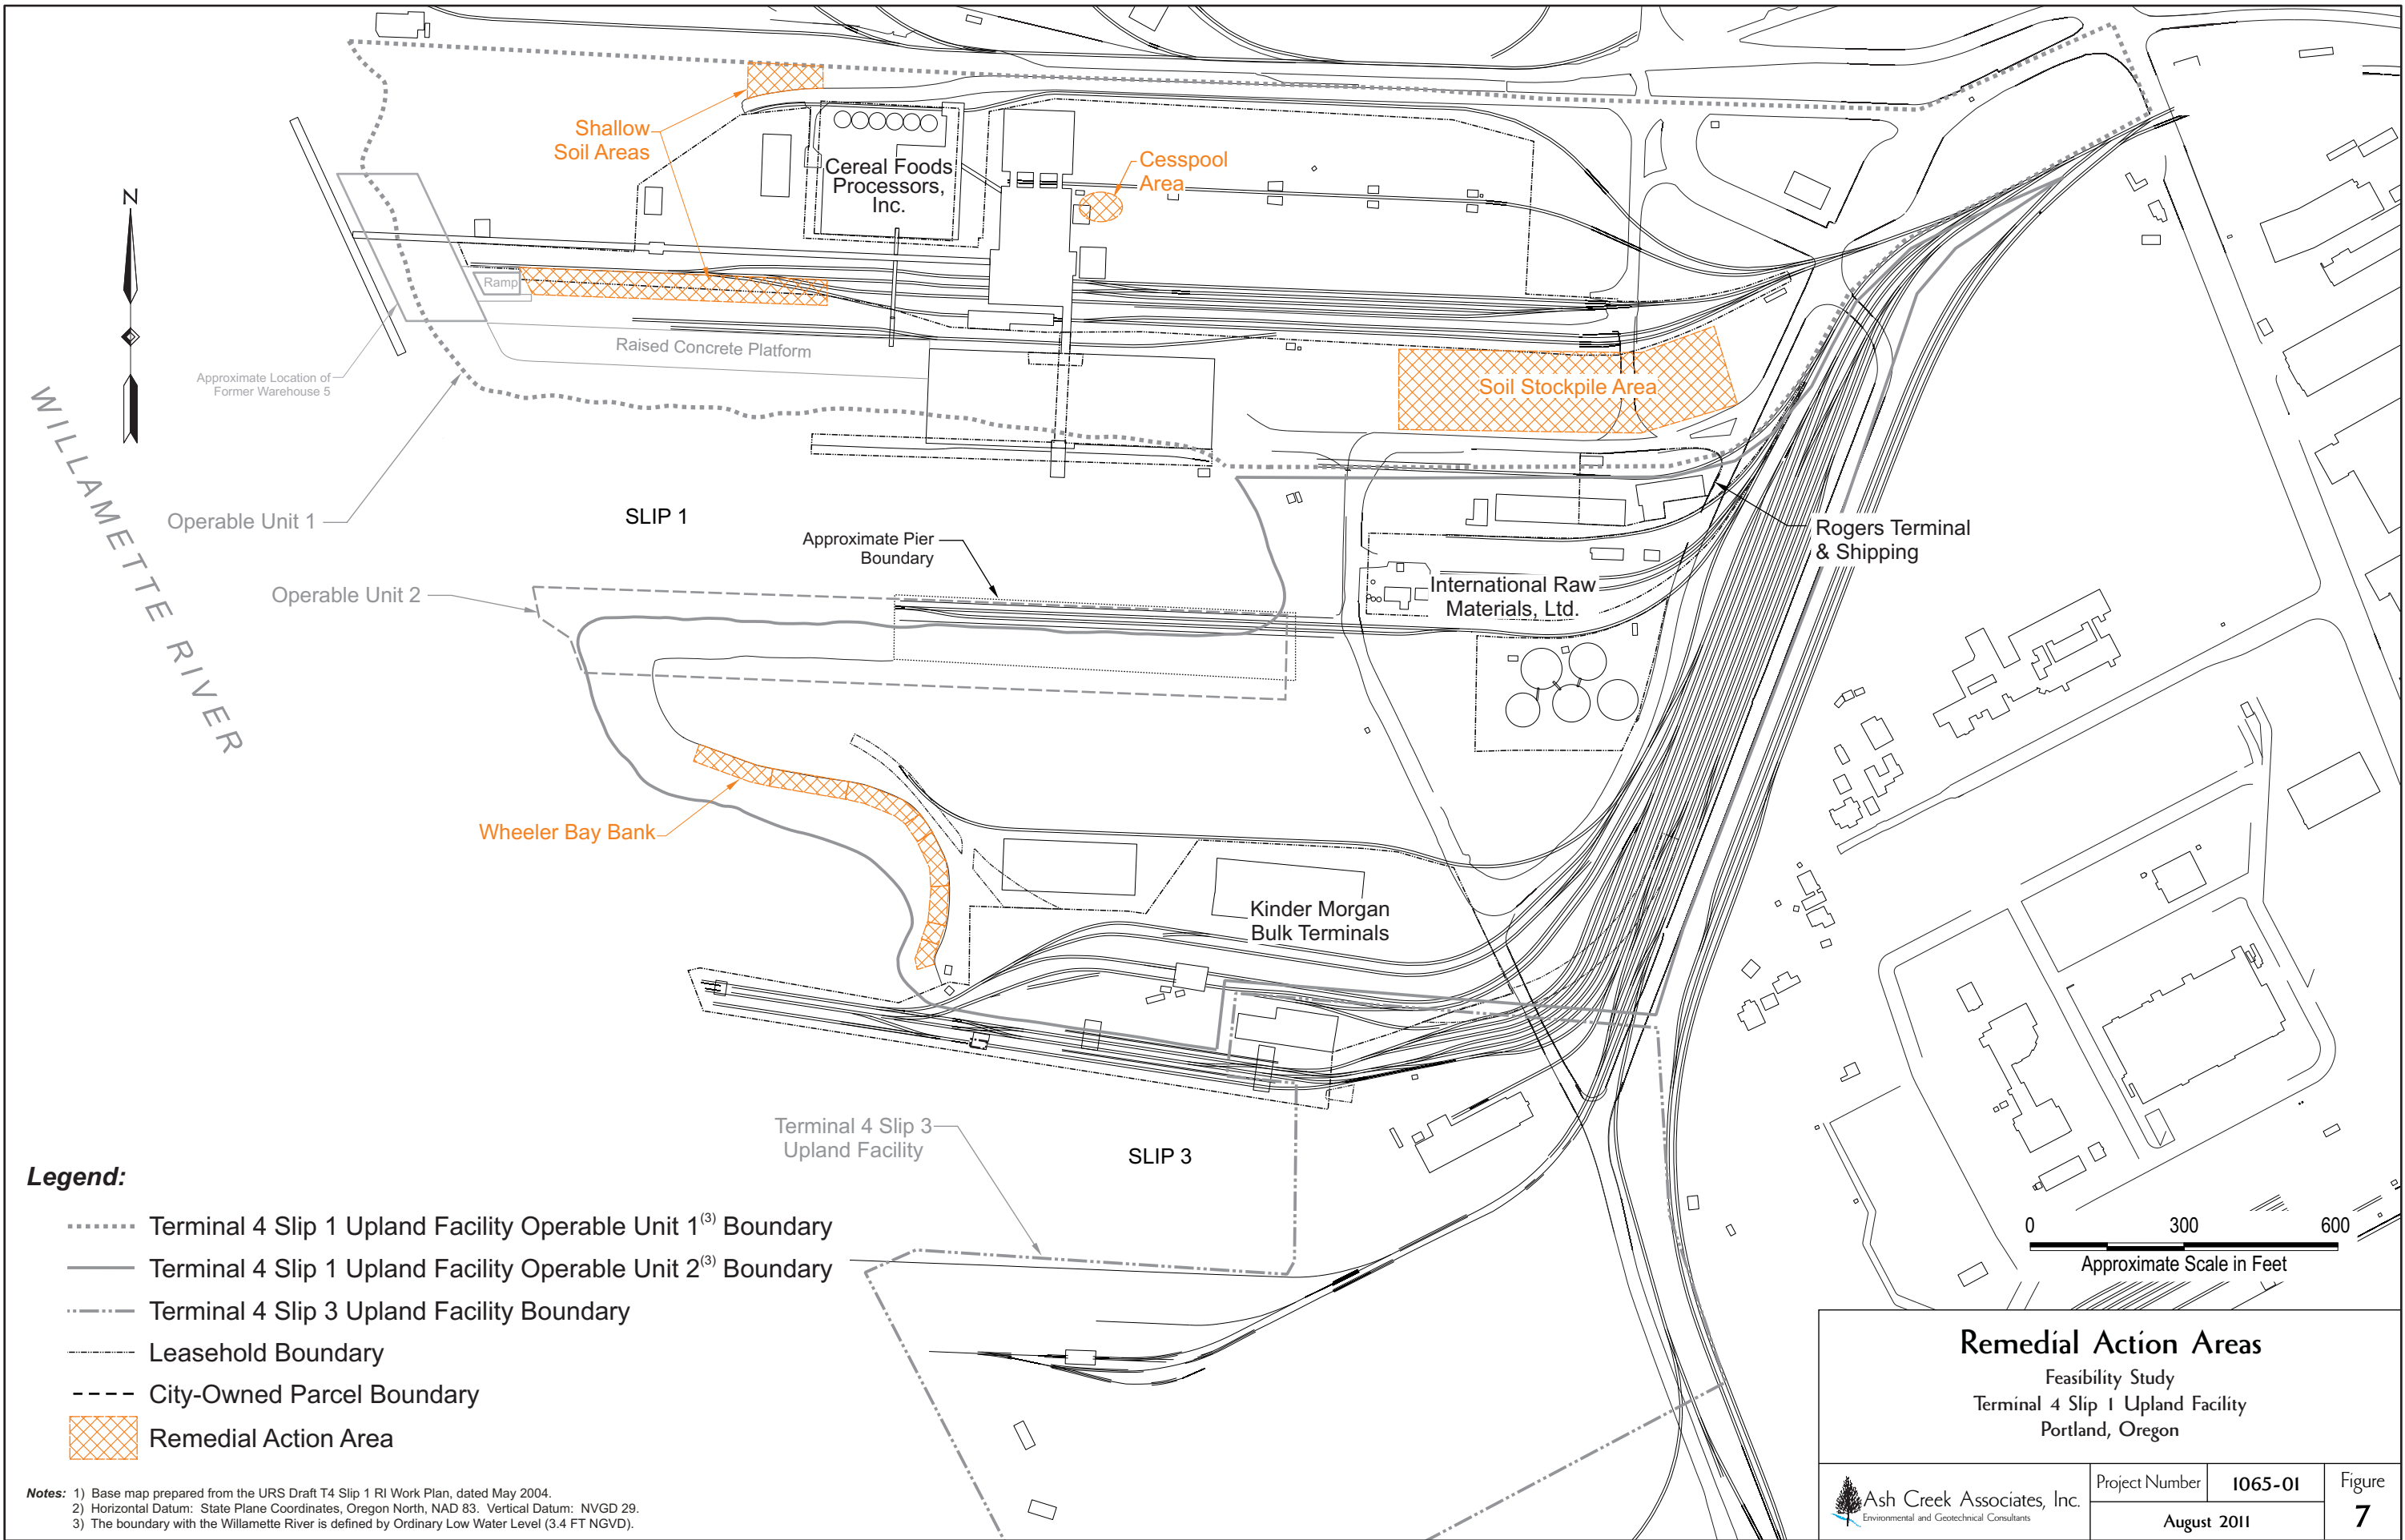 Shallow
Soil Areas
Cereal Foods
Processors,
Inc.
Cesspool
Area
N
Ramp
Raised Concrete Platform
Approximate Location of
Former Warehouse 5
Soil Stockpile Area
WILLAMETTE RIVER
Operable Unit 1
SLIP 1
Approximate Pier
Boundary
Rogers Terminal
& Shipping
Operable Unit 2
International Raw
Materials, Ltd.
Wheeler Bay Bank
Kinder Morgan
Bulk Terminals
Terminal 4 Slip 3
Upland Facility
SLIP 3
Legend:
Terminal 4 Slip 1 Upland Facility Operable Unit 1(3) Boundary
Terminal 4 Slip 1 Upland Facility Operable Unit 2(3) Boundary
Terminal 4 Slip 3 Upland Facility Boundary
Leasehold Boundary
City-Owned Parcel Boundary
Remedial Action Area
Notes: 1) Base map prepared from the URS Draft T4 Slip 1 RI Work Plan, dated May 2004.
2) Horizontal Datum: State Plane Coordinates, Oregon North, NAD 83. Vertical Datum: NVGD 29.
3) The boundary with the Willamette River is defined by Ordinary Low Water Level (3.4 FT NGVD).
0 300 600
Approximate Scale in Feet
Remedial Action Areas
Feasibility Study
Terminal 4 Slip 1 Upland Facility
Portland, Oregon
Ash Creek Associates, Inc.
Environmental and Geotechnical Consultants
Project Number 1065-01
August 2011
Figure
7